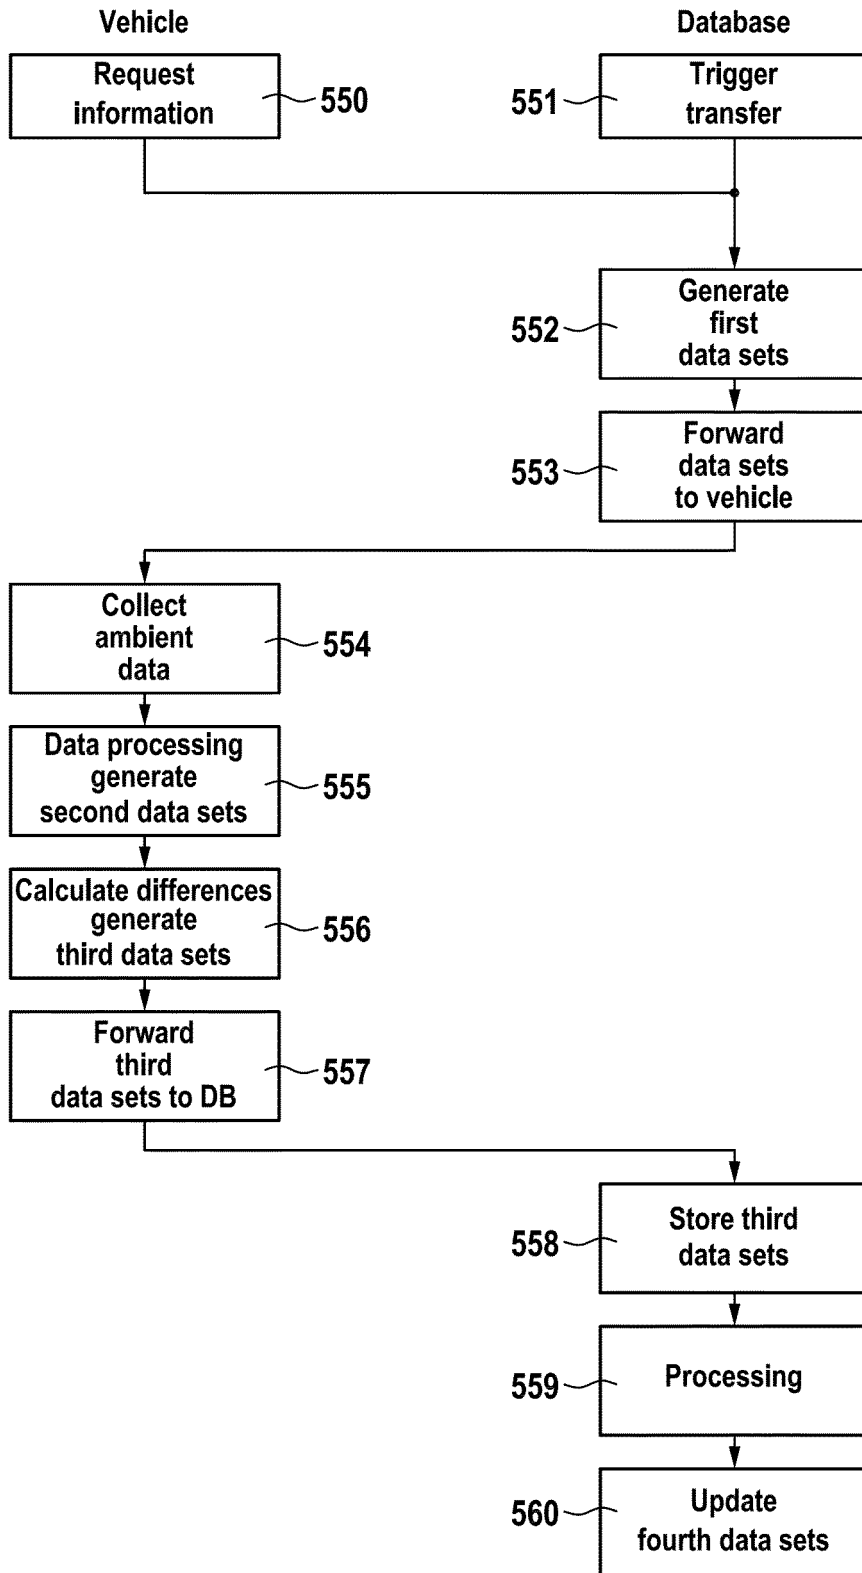 Vehicle
Database
Request
information
550
551
Trigger
transfer
552
Generate
first
data sets
553
Forward
data sets
to vehicle
Collect
ambient
data
554
Data processing
generate
second data sets
555
Calculate differences
generate
third data sets
556
Forward
third
data sets to DB
557
558
Store third
data sets
559
Processing
560
Update
fourth data sets